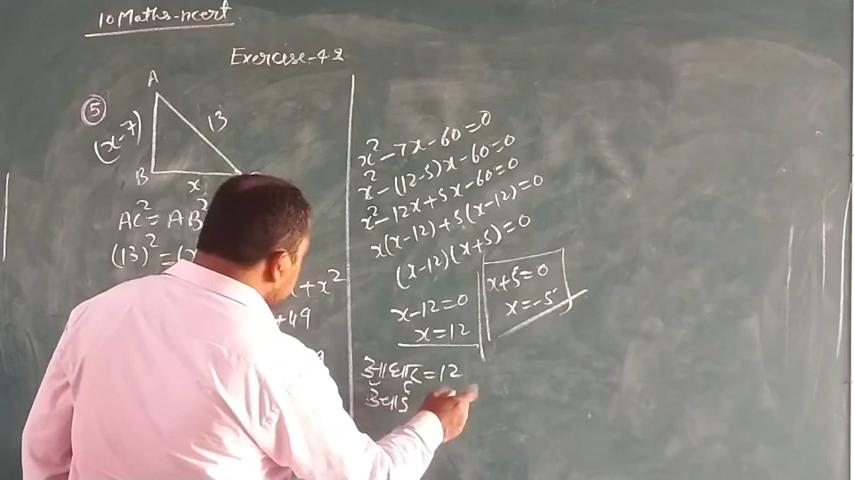 10 Maths-ncert.
Exercise-4.2
⑤
A
(x-7)
13
B
x
AC²=AB²
(13)²=(x
x+x²
+49
x²-7x-60=0
x²-(12-5)x-60=0
x²-12x+5x-60=0
x(x-12)+5(x-12)=0
(x-12)(x+5)=0
x-12=0
x=12
x+5=0
x=-5
आधार=12
ऊंचाई